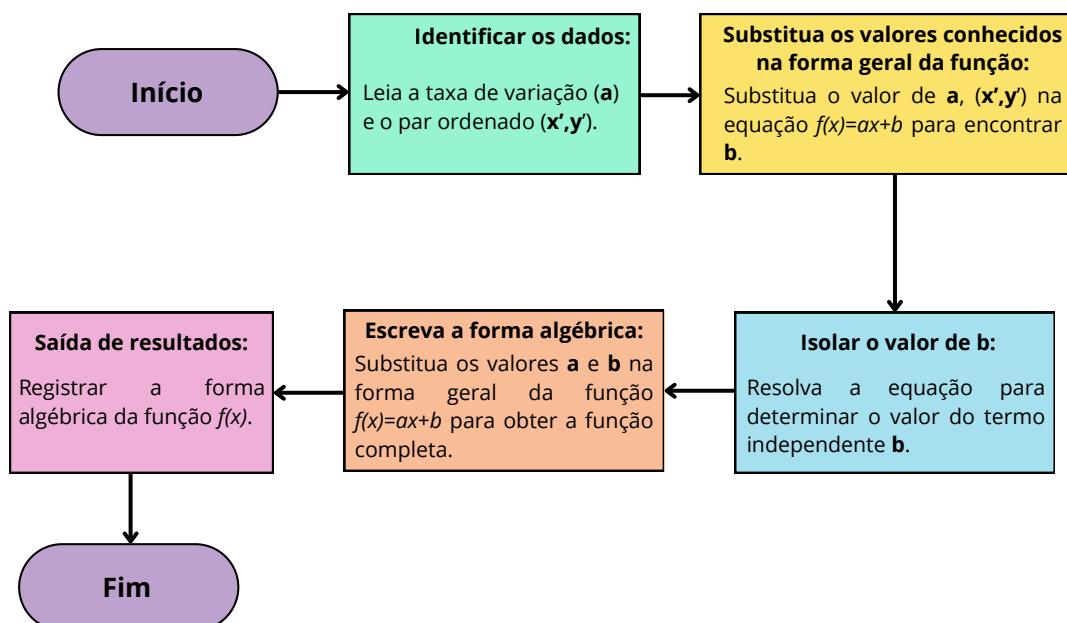 Início
Identificar os dados:
Leia a taxa de variação (a)
e o par ordenado (x’,y’).
Substitua os valores conhecidos
na forma geral da função:
Substitua o valor de a, (x’,y’) na
equação f(x)=ax+b para encontrar
b.
Isolar o valor de b:
Resolva a equação para
determinar o valor do termo
independente b.
Escreva a forma algébrica:
Substitua os valores a e b na
forma geral da função
f(x)=ax+b para obter a função
completa.
Saída de resultados:
Registrar a forma
algébrica da função f(x).
Fim